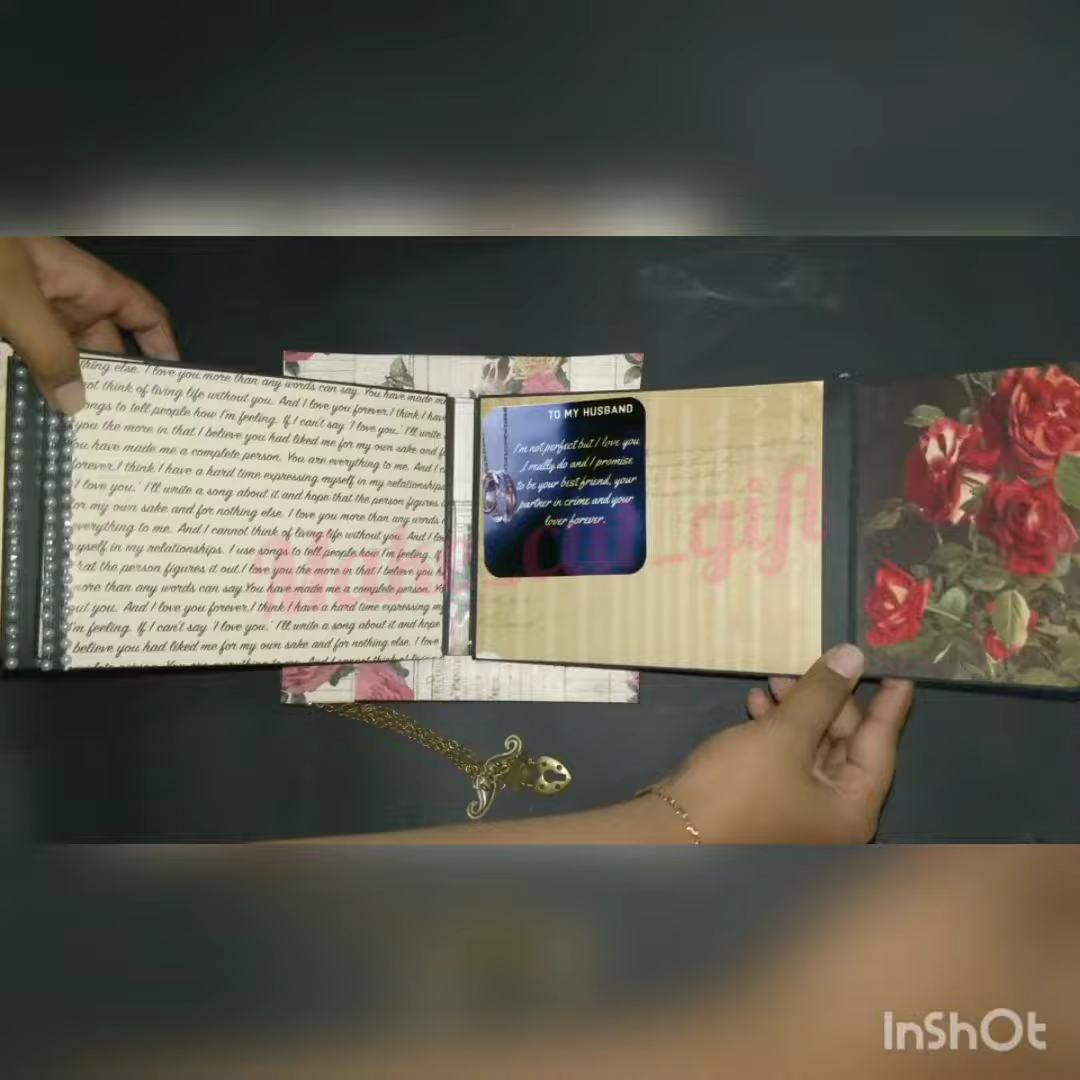 thing else. I love you more than any words can say. You have made m
not think of living life without you. And I love you forever.I think I hav
songs to tell people how I'm feeling. If I can't say 'I love you.' I'll write
you the more in that I believe you had liked me for my own sake and f
ou have made me a complete person. You are everything to me. And I c
forever.I think I have a hard time expressing myself in my relationships
'I love you.' I'll write a song about it and hope that the person figures
or my own sake and for nothing else. I love you more than any words
everything to me. And I cannot think of living life without you. And I lov
yself in my relationships. I use songs to tell people how I'm feeling. If
hat the person figures it out.I love you the more in that I believe you h
more than any words can say.You have made me a complete person. Yo
out you. And I love you forever.I think I have a hard time expressing my
I'm feeling. If I can't say 'I love you.' I'll write a song about it and hope
believe you had liked me for my own sake and for nothing else. I love
TO MY HUSBAND
I'm not perfect but I love you
I really do and I promise
to be your best friend, your
partner in crime and your
lover forever.
InShOt